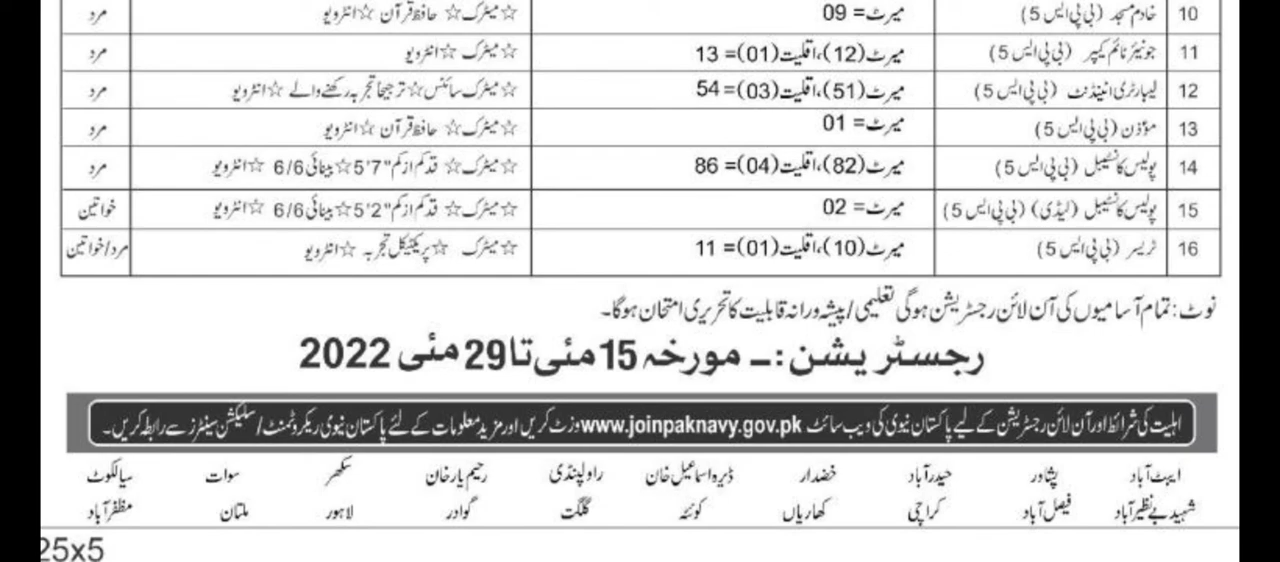 10 خادم مسجد (بی پی ایس 5) میرٹ= 09 ☆میٹرک☆ حافظ قرآن ☆انٹرویو مرد
11 جونیئر ٹائم کیپر (بی پی ایس 5) میرٹ(12)، اقلیت(01)= 13 ☆میٹرک ☆انٹرویو مرد
12 لیبارٹری اٹینڈنٹ (بی پی ایس 5) میرٹ(51)، اقلیت(03)= 54 ☆میٹرک سائنس☆ ترجیحاً تجربہ رکھنے والے ☆انٹرویو مرد
13 مؤذن (بی پی ایس 5) میرٹ= 01 ☆میٹرک☆ حافظ قرآن ☆انٹرویو مرد
14 پولیس کانسٹیبل (بی پی ایس 5) میرٹ(82)، اقلیت(04)= 86 ☆میٹرک☆ قد کم از کم "7'5☆ بینائی 6/6 ☆انٹرویو مرد
15 پولیس کانسٹیبل (لیڈی) (بی پی ایس 5) میرٹ= 02 ☆میٹرک☆ قد کم از کم "2'5☆ بینائی 6/6 ☆انٹرویو خواتین
16 ٹریسر (بی پی ایس 5) میرٹ(10)، اقلیت(01)= 11 ☆میٹرک ☆پریکٹیکل تجربہ ☆انٹرویو مرد/خواتین
نوٹ: تمام آسامیوں کی آن لائن رجسٹریشن ہوگی تعلیمی/پیشہ ورانہ قابلیت کا تحریری امتحان ہوگا۔
رجسٹریشن:۔ مورخہ 15 مئی تا 29 مئی 2022
اہلیت کی شرائط اور آن لائن رجسٹریشن کے لیے پاکستان نیوی کی ویب سائٹ www.joinpaknavy.gov.pk وزٹ کریں اور مزید معلومات کے لئے پاکستان نیوی ریکروٹمنٹ/سلیکشن سینٹرز سے رابطہ کریں۔
ایبٹ آباد پشاور حیدرآباد خضدار ڈیرہ اسماعیل خان راولپنڈی رحیم یار خان سکھر سوات سیالکوٹ
شہید بے نظیر آباد فیصل آباد کراچی کھاریاں کوئٹہ گلگت گوادر لاہور ملتان مظفرآباد
25x5